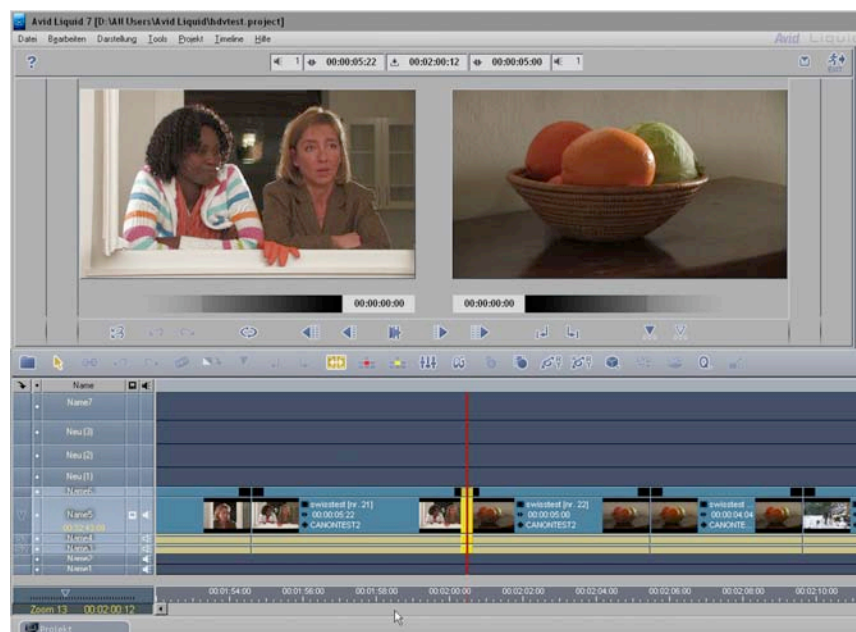 Avid Liquid 7 [D:\All Users\Avid Liquid\hdvtest.project]
Datei Bearbeiten Darstellung Tools Projekt Timeline Hilfe
Avid Liquid
? 1 00:00:05:22 00:02:00:12 00:00:05:00 1 EXIT
00:00:00:00 00:00:00:00
Name
Name7
Neu (3)
Neu (2)
Neu (1)
Name6
swisstest [nr. 21] swisstest [nr. 22] swisstest ...
Name5 00:00:05:22 00:00:05:00 00:00:04:04
CANONTEST2 CANONTEST2 CANONTE...
Name4
Name3
Name2
Name1
00:01:54:00 00:01:56:00 00:01:58:00 00:02:00:00 00:02:02:00 00:02:04:00 00:02:06:00 00:02:08:00 00:02:10:00
Zoom 13 00:02:00:12
Projekt